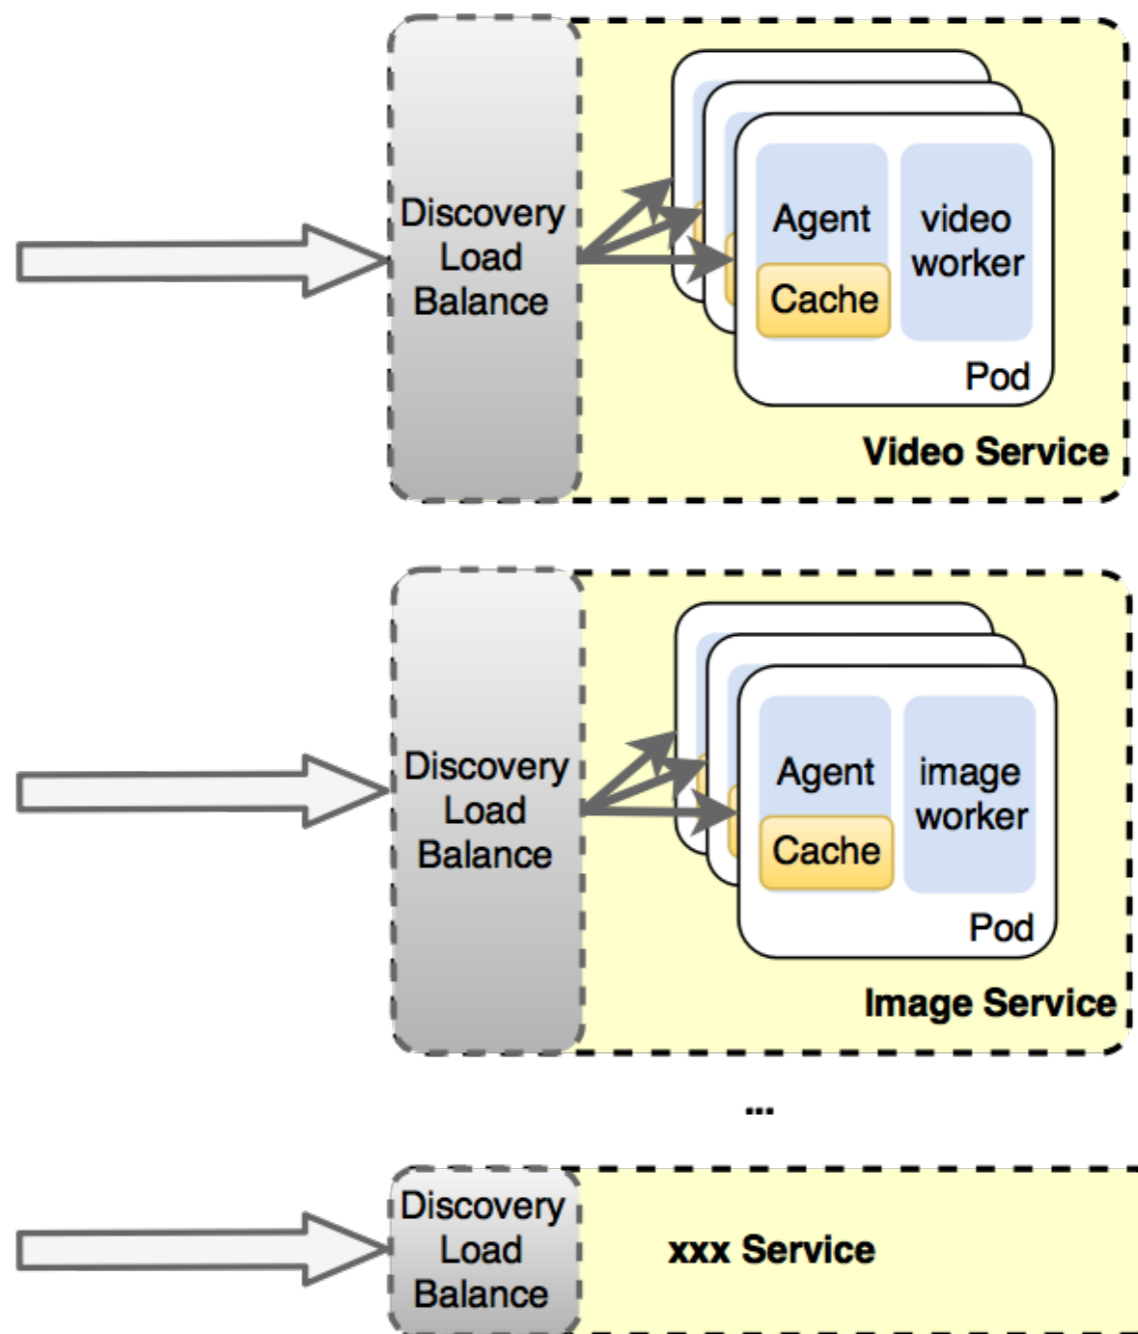 Discovery
Load
Balance
Agent
Cache
video
worker
Pod
Video Service
Discovery
Load
Balance
Agent
Cache
image
worker
Pod
Image Service
...
Discovery
Load
Balance
xxx Service